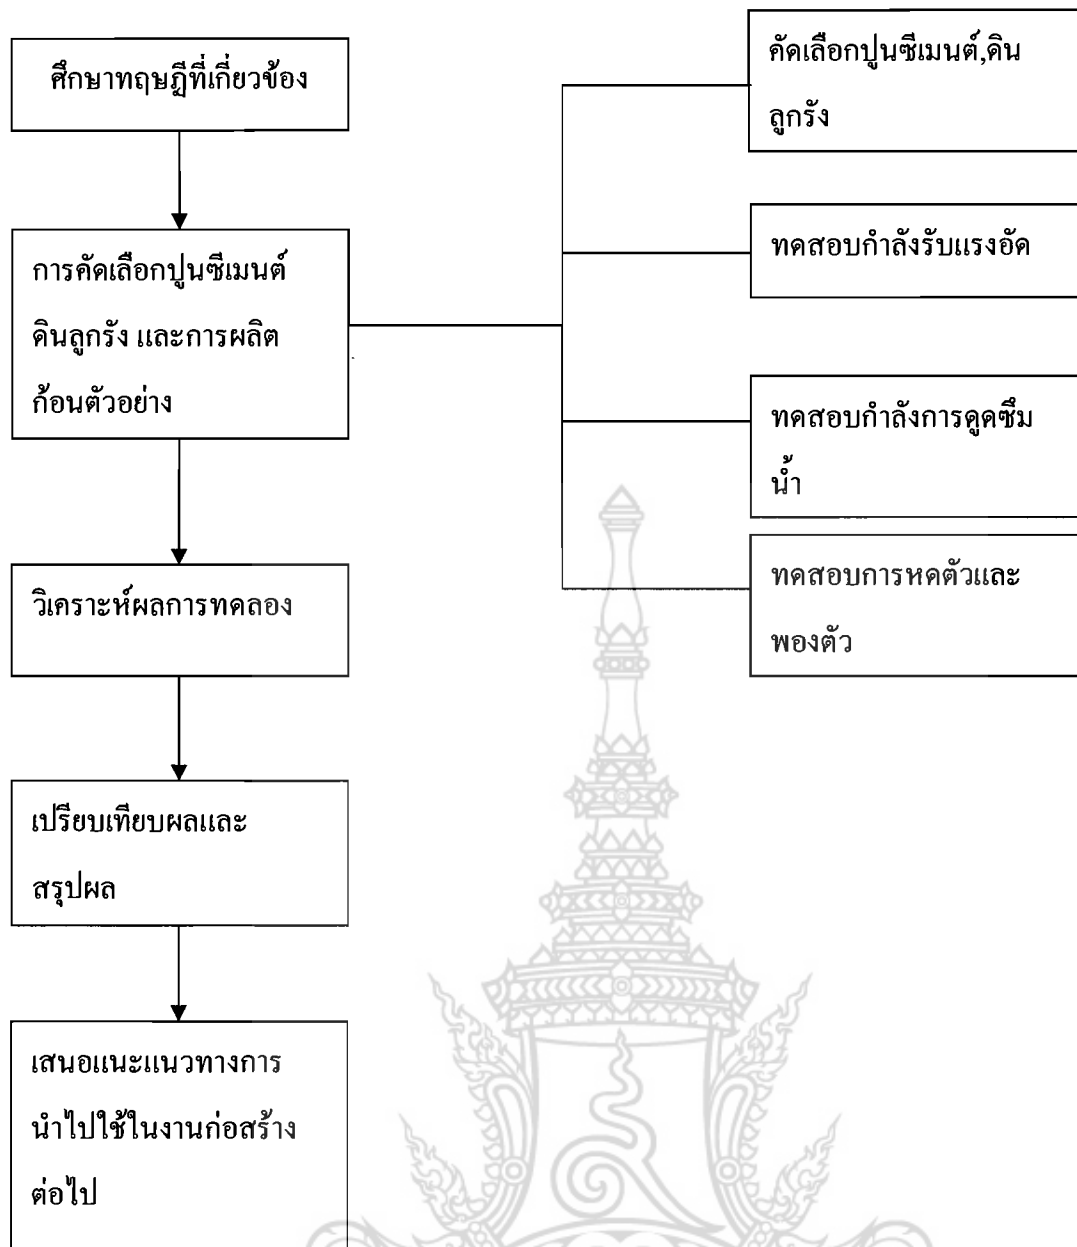 ศึกษาทฤษฎีที่เกี่ยวข้อง
การคัดเลือกปูนซีเมนต์
ดินลูกรัง และการผลิต
ก้อนตัวอย่าง
วิเคราะห์ผลการทดลอง
เปรียบเทียบผลและ
สรุปผล
เสนอแนะแนวทางการ
นำไปใช้ในงานก่อสร้าง
ต่อไป
คัดเลือกปูนซีเมนต์,ดิน
ลูกรัง
ทดสอบกำลังรับแรงอัด
ทดสอบกำลังการดูดซึม
น้ำ
ทดสอบการหดตัวและ
พองตัว